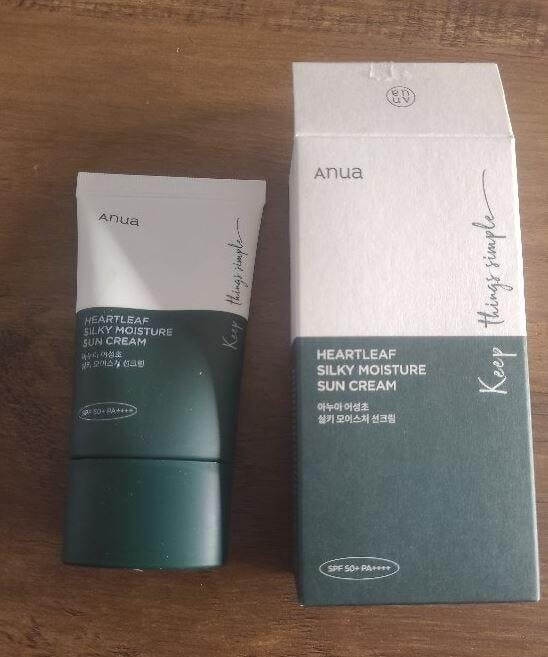 Anua
HEARTLEAF
SILKY MOISTURE
SUN CREAM
아누아 어성초
실키 모이스처 선크림
SPF 50+ PA++++
Keep things simple
Anua
HEARTLEAF
SILKY MOISTURE
SUN CREAM
아누아 어성초
실키 모이스처 선크림
SPF 50+ PA++++
Keep things simple